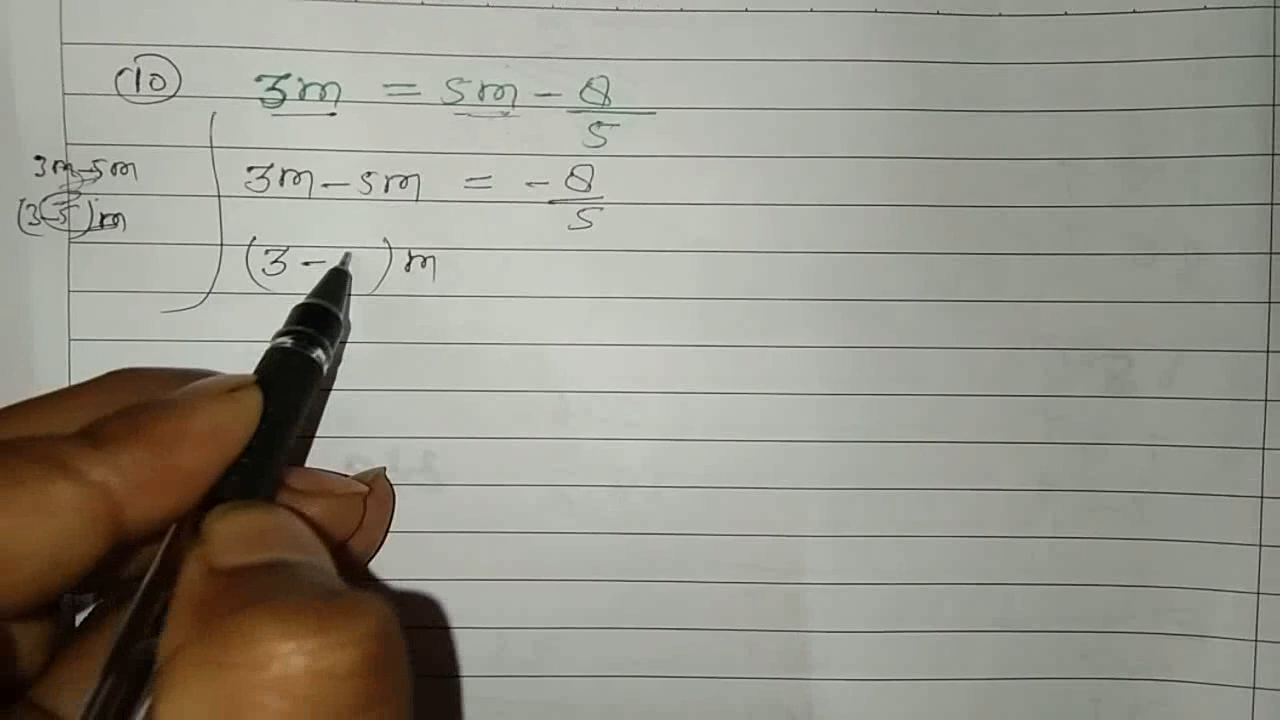 (10) 3m = 5m - 8/5
3m - 5m = - 8/5
3m-5m
(3-5)m
(3 - ) m